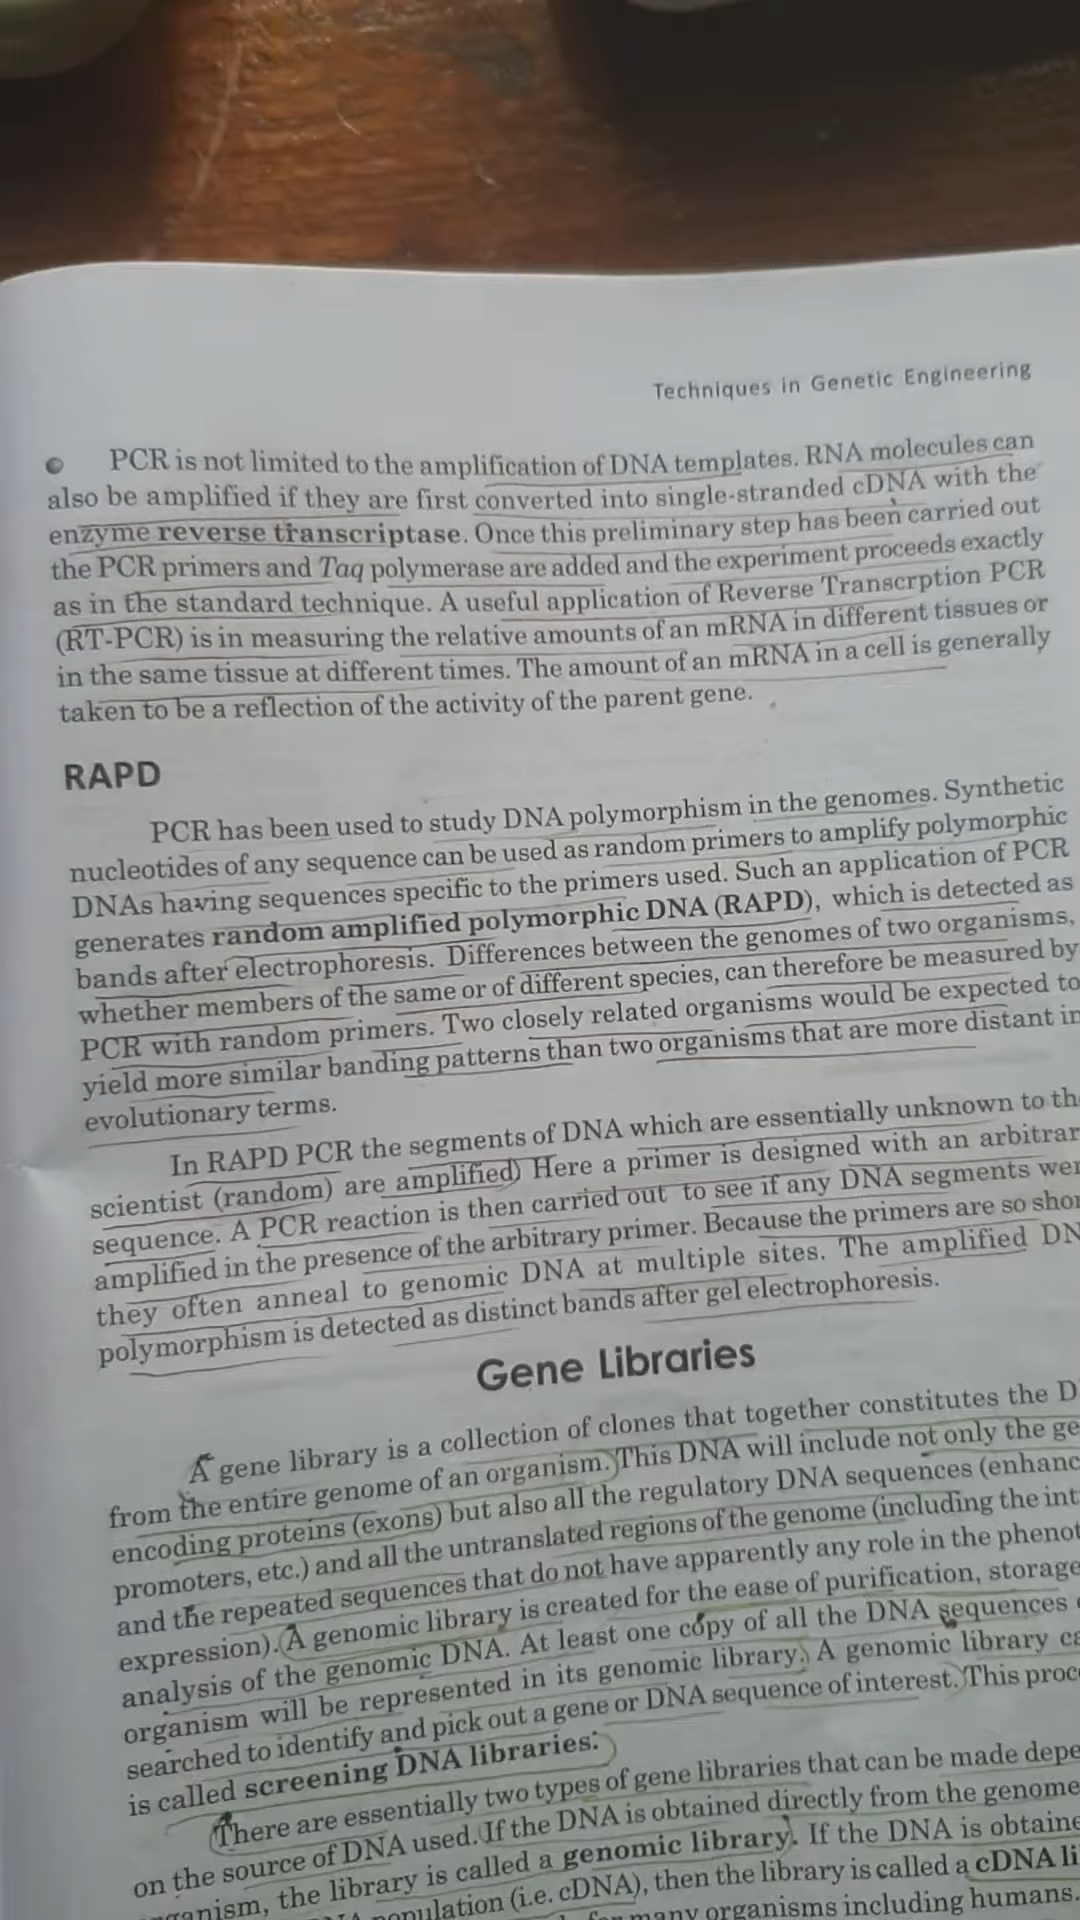 Techniques in Genetic Engineering
PCR is not limited to the amplification of DNA templates. RNA molecules can
also be amplified if they are first converted into single-stranded cDNA with the
enzyme reverse transcriptase. Once this preliminary step has been carried out
the PCR primers and Taq polymerase are added and the experiment proceeds exactly
as in the standard technique. A useful application of Reverse Transcrption PCR
(RT-PCR) is in measuring the relative amounts of an mRNA in different tissues or
in the same tissue at different times. The amount of an mRNA in a cell is generally
taken to be a reflection of the activity of the parent gene.
RAPD
PCR has been used to study DNA polymorphism in the genomes. Synthetic
nucleotides of any sequence can be used as random primers to amplify polymorphic
DNAs having sequences specific to the primers used. Such an application of PCR
generates random amplified polymorphic DNA (RAPD), which is detected as
bands after electrophoresis. Differences between the genomes of two organisms,
whether members of the same or of different species, can therefore be measured by
PCR with random primers. Two closely related organisms would be expected to
yield more similar banding patterns than two organisms that are more distant in
evolutionary terms.
In RAPD PCR the segments of DNA which are essentially unknown to th
scientist (random) are amplified) Here a primer is designed with an arbitrar
sequence. A PCR reaction is then carried out to see if any DNA segments wer
amplified in the presence of the arbitrary primer. Because the primers are so shor
they often anneal to genomic DNA at multiple sites. The amplified DN
polymorphism is detected as distinct bands after gel electrophoresis.
Gene Libraries
A gene library is a collection of clones that together constitutes the D
from the entire genome of an organism. This DNA will include not only the ge
encoding proteins (exons) but also all the regulatory DNA sequences (enhanc
promoters, etc.) and all the untranslated regions of the genome (including the int
and the repeated sequences that do not have apparently any role in the phenot
expression). (A genomic library is created for the ease of purification, storage
analysis of the genomic DNA. At least one copy of all the DNA sequences
organism will be represented in its genomic library.) A genomic library ca
searched to identify and pick out a gene or DNA sequence of interest. This proc
is called screening DNA libraries.
There are essentially two types of gene libraries that can be made depe
on the source of DNA used. If the DNA is obtained directly from the genome
ganism, the library is called a genomic library. If the DNA is obtaine
population (i.e. cDNA), then the library is called a cDNA li
many organisms including humans.